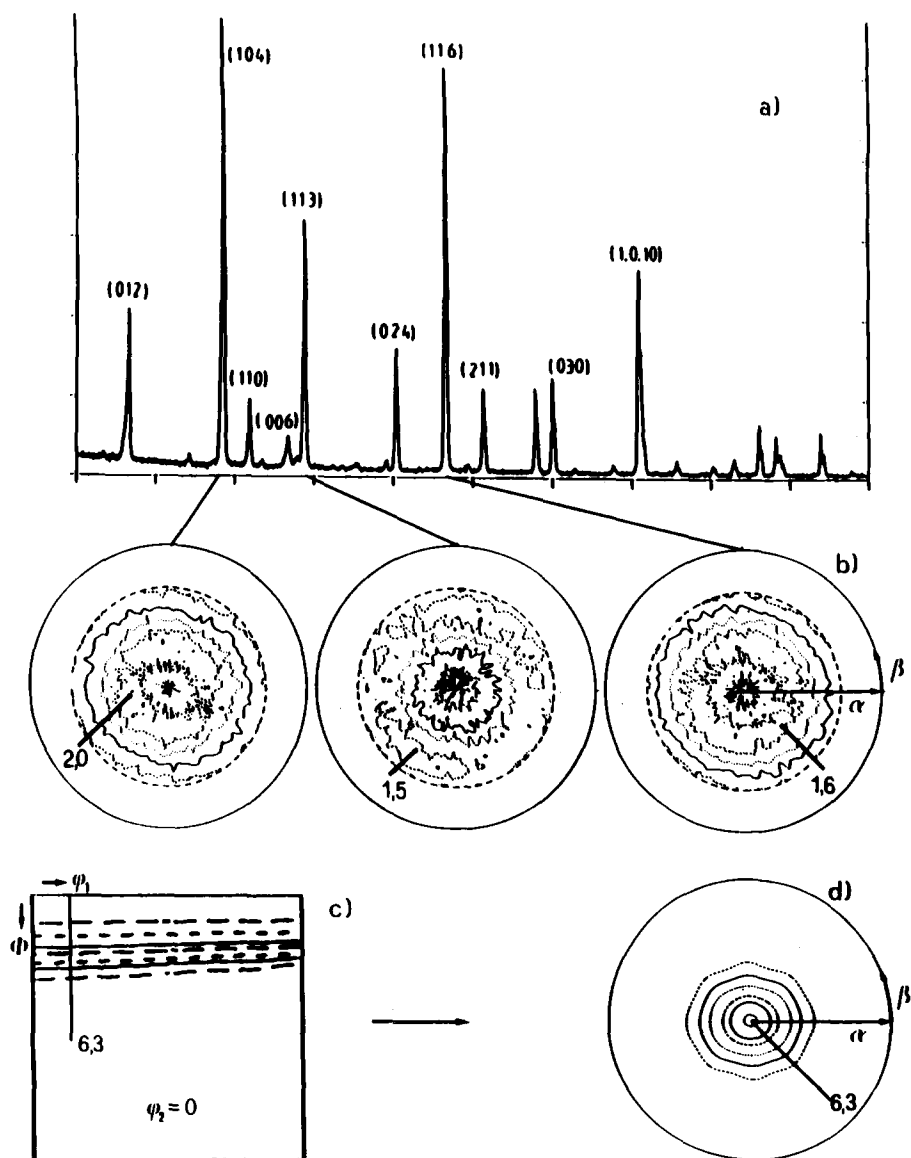 (104)
(116)
a)
(113)
(1.0.10)
(012)
(024)
(110)
(211)
(030)
(006)
b)
β
α
2,0
1,5
1,6
φ₁
c)
d)
Φ
β
α
6,3
6,3
φ₂ = 0